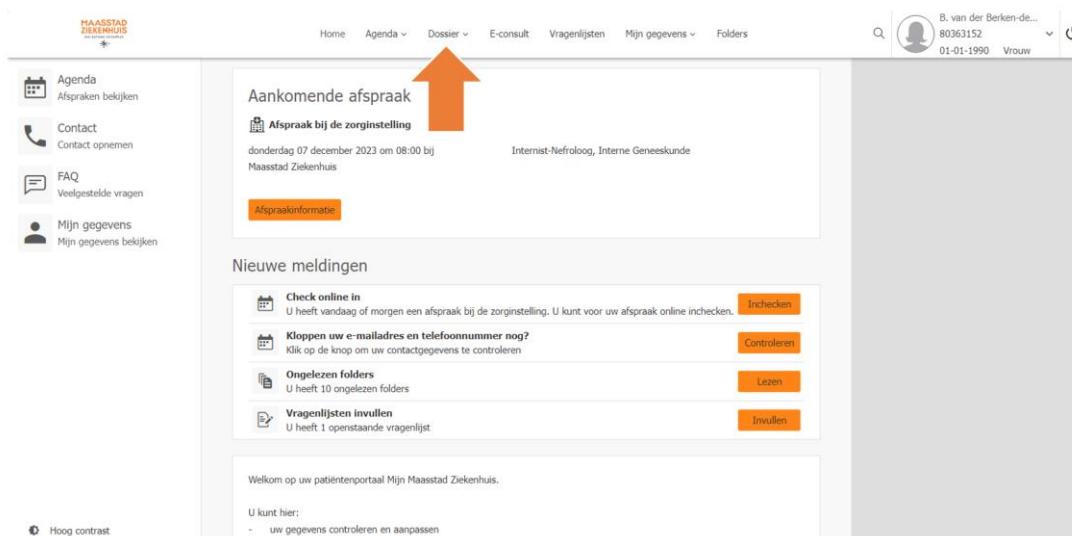 MAASSTAD
ZIEKENHUIS
Home Agenda Dossier E-consult Vragenlijsten Mijn gegevens Folders
B. van der Berken-de...
80363152
01-01-1990 Vrouw
Agenda
Afspraken bekijken
Contact
Contact opnemen
FAQ
Veelgestelde vragen
Mijn gegevens
Mijn gegevens bekijken
Hoog contrast
Aankomende afspraak
Afspraak bij de zorginstelling
donderdag 07 december 2023 om 08:00 bij
Maasstad Ziekenhuis
Internist-Nefroloog, Interne Geneeskunde
Afspraakinformatie
Nieuwe meldingen
Check online in
U heeft vandaag of morgen een afspraak bij de zorginstelling. U kunt voor uw afspraak online inchecken.
Inchecken
Kloppen uw e-mailadres en telefoonnummer nog?
Klik op de knop om uw contactgegevens te controleren
Controleren
Ongelezen folders
U heeft 10 ongelezen folders
Lezen
Vragenlijsten invullen
U heeft 1 openstaande vragenlijst
Invullen
Welkom op uw patiëntenportaal Mijn Maasstad Ziekenhuis.
U kunt hier:
- uw gegevens controleren en aanpassen